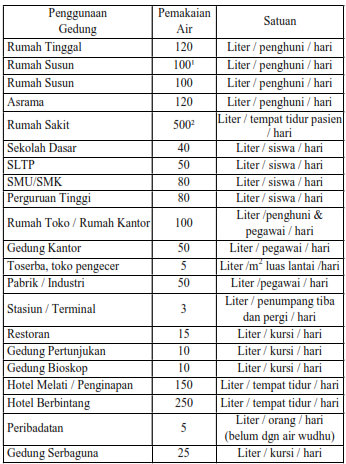 Penggunaan Gedung | Pemakaian Air | Satuan
Rumah Tinggal | 120 | Liter / penghuni / hari
Rumah Susun | 100¹ | Liter / penghuni / hari
Rumah Susun | 100 | Liter / penghuni / hari
Asrama | 120 | Liter / penghuni / hari
Rumah Sakit | 500² | Liter / tempat tidur pasien / hari
Sekolah Dasar | 40 | Liter / siswa / hari
SLTP | 50 | Liter / siswa / hari
SMU/SMK | 80 | Liter / siswa / hari
Perguruan Tinggi | 80 | Liter / siswa / hari
Rumah Toko / Rumah Kantor | 100 | Liter /penghuni & pegawai / hari
Gedung Kantor | 50 | Liter / pegawai / hari
Toserba, toko pengecer | 5 | Liter /m² luas lantai /hari
Pabrik / Industri | 50 | Liter /pegawai / hari
Stasiun / Terminal | 3 | Liter / penumpang tiba dan pergi / hari
Restoran | 15 | Liter / kursi / hari
Gedung Pertunjukan | 10 | Liter / kursi / hari
Gedung Bioskop | 10 | Liter / kursi / hari
Hotel Melati / Penginapan | 150 | Liter / tempat tidur / hari
Hotel Berbintang | 250 | Liter / tempat tidur / hari
Peribadatan | 5 | Liter / orang / hari (belum dgn air wudhu)
Gedung Serbaguna | 25 | Liter / kursi / hari